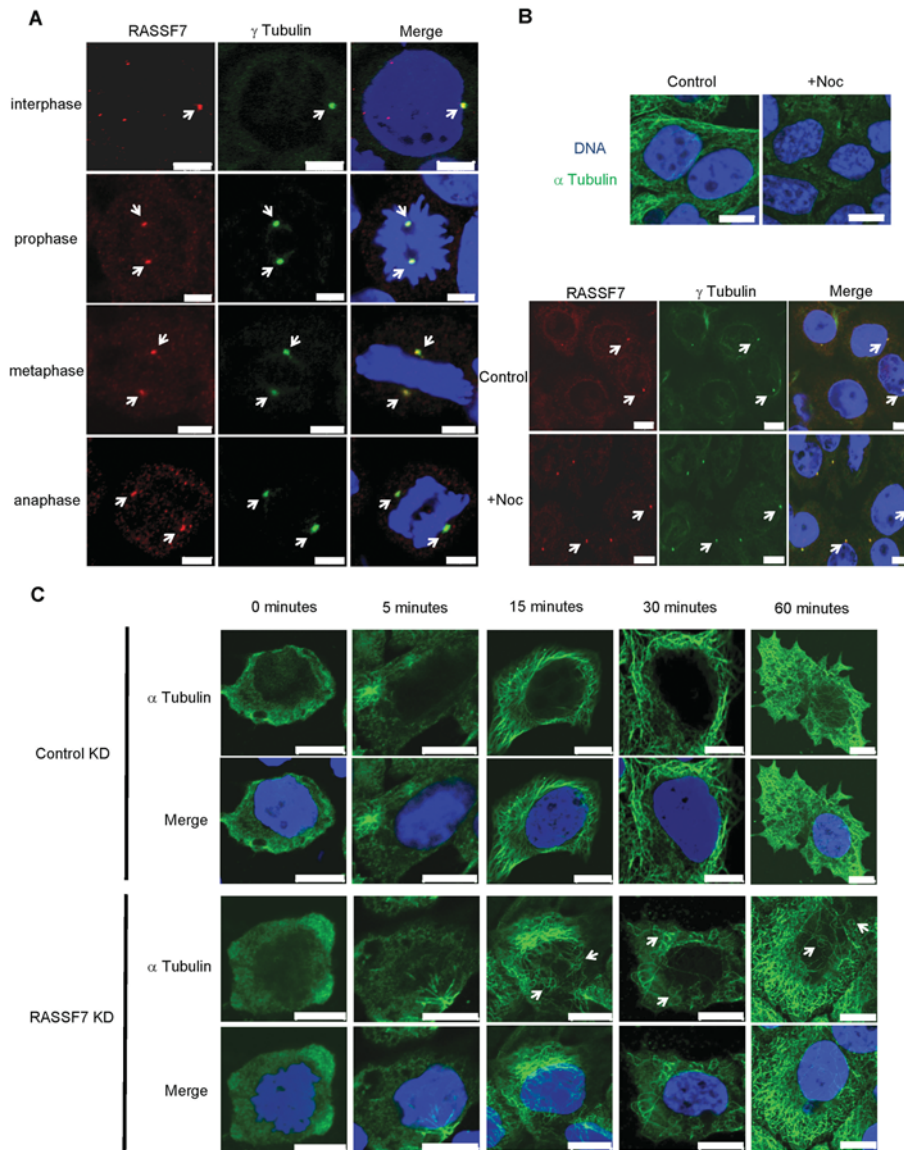 A
RASSF7 γ Tubulin Merge
interphase
prophase
metaphase
anaphase
B
Control +Noc
DNA
α Tubulin
RASSF7 γ Tubulin Merge
Control
+Noc
C
0 minutes 5 minutes 15 minutes 30 minutes 60 minutes
Control KD
α Tubulin
Merge
RASSF7 KD
α Tubulin
Merge